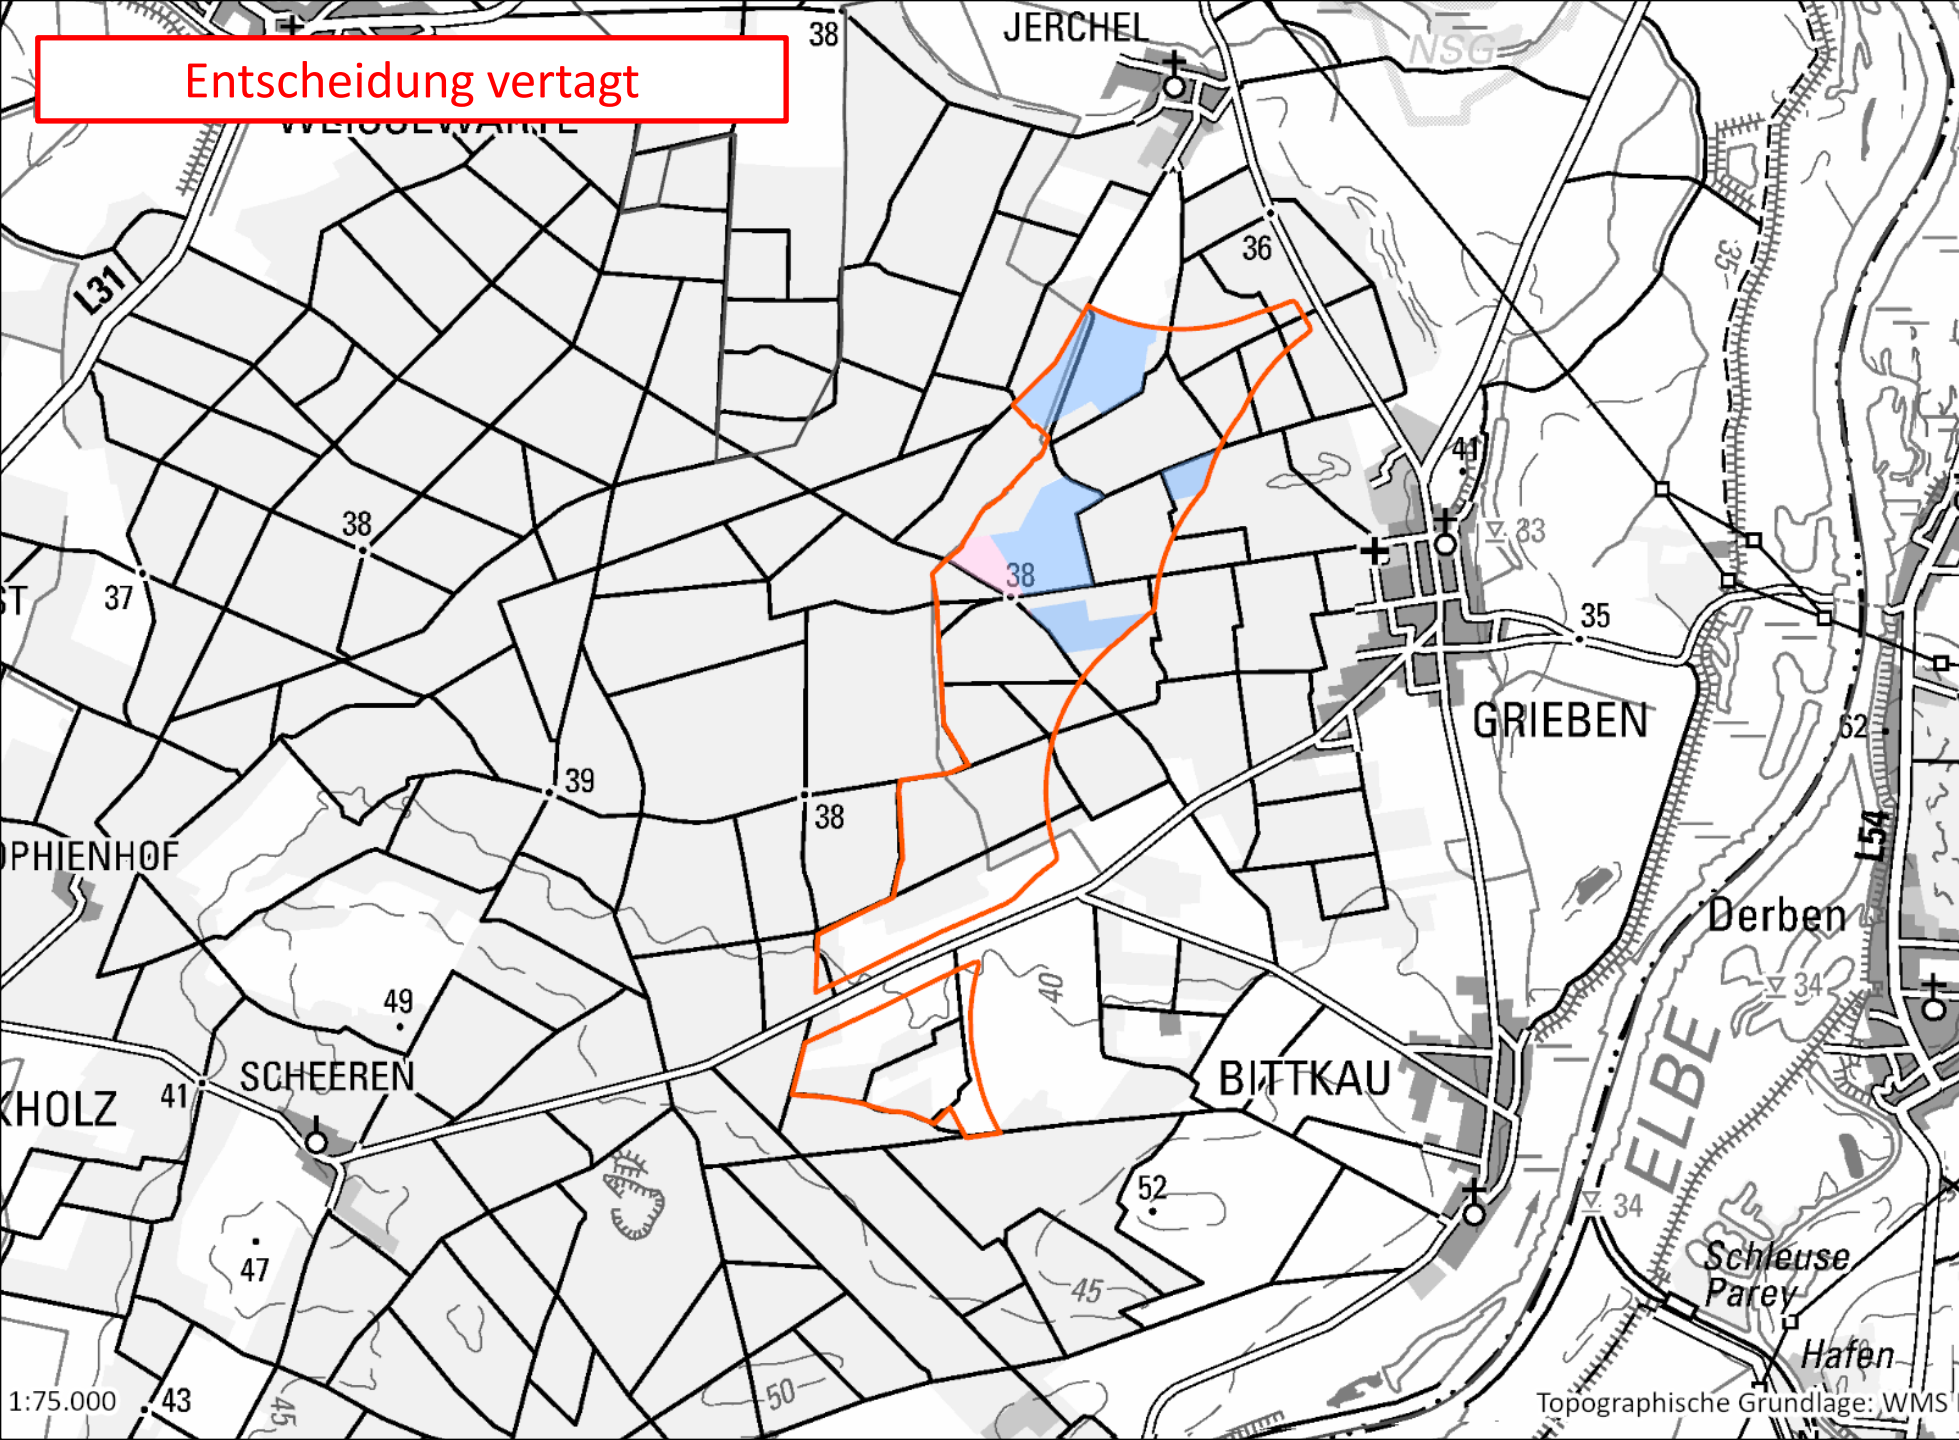 JERCHEL
38
NSG
Entscheidung vertagt
WEISSEWARTE
36
35
L31
41
38
33
37
38
35
GRIEBEN
62
39
38
L54
Derben
34
40
49
SCHEEREN
41
BITTKAU
ELBE
52
34
47
45
Schleuse
Parey
Hafen
50
45
43
1:75.000
Topographische Grundlage: WMS